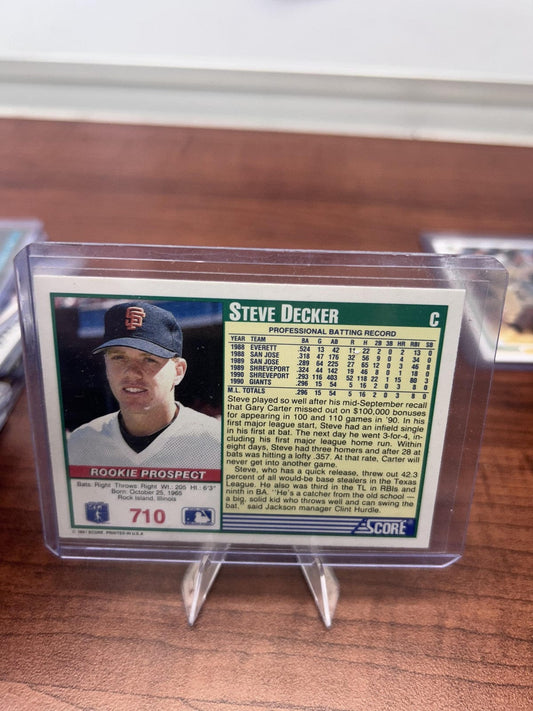 SF
STEVE DECKER C
PROFESSIONAL BATTING RECORD
YEAR TEAM BA G AB R H 2B 3B HR RBI SB
1988 EVERETT .524 13 42 11 22 2 0 2 13 0
1988 SAN JOSE .318 47 176 32 56 9 0 4 34 0
1989 SAN JOSE .289 64 225 27 65 12 0 3 46 8
1989 SHREVEPORT .324 44 142 19 46 8 0 1 18 0
1990 SHREVEPORT .293 116 403 52 118 22 1 15 80 3
1990 GIANTS .296 15 54 5 16 2 0 3 8 0
M.L. TOTALS .296 15 54 5 16 2 0 3 8 0
Steve played so well after his mid-September recall
that Gary Carter missed out on $100,000 bonuses
for appearing in 100 and 110 games in '90. In his
first major league start, Steve had an infield single
in his first at bat. The next day he went 3-for-4, in-
cluding his first major league home run. Within
eight days, Steve had three homers and after 28 at
bats was hitting a lofty .357. At that rate, Carter will
never get into another game.
Steve, who has a quick release, threw out 42.3
percent of all would-be base stealers in the Texas
League. He also was third in the TL in RBIs and
ninth in BA. "He's a catcher from the old school —
a big, solid kid who throws well and can swing the
bat," said Jackson manager Clint Hurdle.
ROOKIE PROSPECT
Bats: Right Throws: Right Wt.: 205 Ht.: 6'3"
Born: October 25, 1965
Rock Island, Illinois
710
SCORE
© 1991 SCORE PRINTED IN U.S.A.